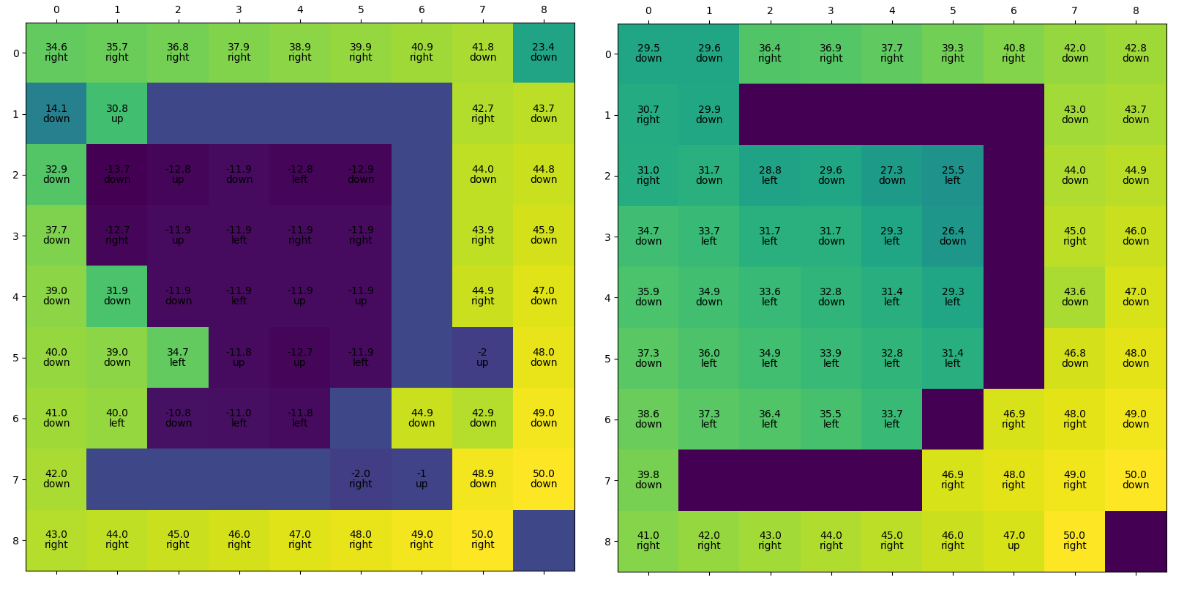 0 1 2 3 4 5 6 7 8
0 34.6 35.7 36.8 37.9 38.9 39.9 40.9 41.8 23.4
right right right right right right right down down
1 14.1 30.8 42.7 43.7
down up right down
2 32.9 -13.7 -12.8 -11.9 -12.8 -12.9 44.0 44.8
down down up down left down down down
3 37.7 -12.7 -11.9 -11.9 -11.9 -11.9 43.9 45.9
down right up left right right right down
4 39.0 31.9 -11.9 -11.9 -11.9 -11.9 44.9 47.0
down down down left up up right down
5 40.0 39.0 34.7 -11.8 -12.7 -11.9 -2 48.0
down down left up up left up down
6 41.0 40.0 -10.8 -11.0 -11.8 44.9 42.9 49.0
down left down left left down down down
7 42.0 -2.0 -1 48.9 50.0
down right up down down
8 43.0 44.0 45.0 46.0 47.0 48.0 49.0 50.0
right right right right right right right right
0 1 2 3 4 5 6 7 8
0 29.5 29.6 36.4 36.9 37.7 39.3 40.8 42.0 42.8
down down right right right right right down down
1 30.7 29.9 43.0 43.7
right down down down
2 31.0 31.7 28.8 29.6 27.3 25.5 44.0 44.9
right down left down down left down down
3 34.7 33.7 31.7 31.7 29.3 26.4 45.0 46.0
down left left down left down right down
4 35.9 34.9 33.6 32.8 31.4 29.3 43.6 47.0
down down left down left left down down
5 37.3 36.0 34.9 33.9 32.8 31.4 46.8 48.0
down left left left left left down down
6 38.6 37.3 36.4 35.5 33.7 46.9 48.0 49.0
down left left left left right right down
7 39.8 46.9 48.0 49.0 50.0
down right right right down
8 41.0 42.0 43.0 44.0 45.0 46.0 47.0 50.0
right right right right right right up right